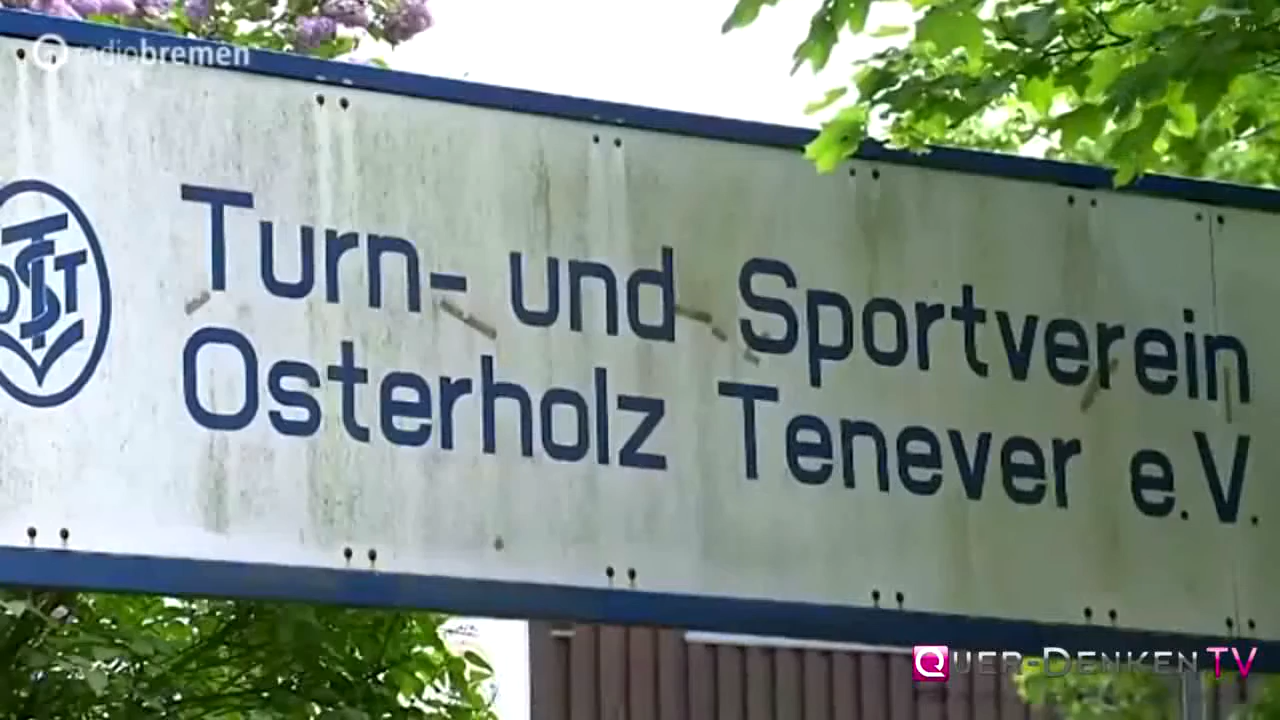 radiobremen
Turn- und Sportverein
Osterholz Tenever e.V.
QUER-DENKEN TV